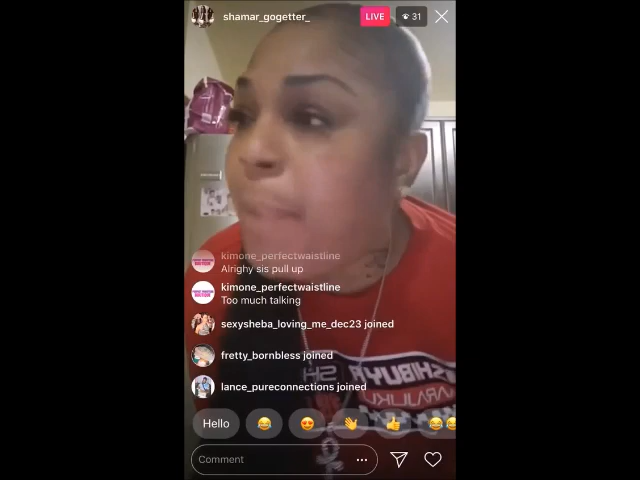 shamar_gogetter_
LIVE
31
kimone_perfectwaistline
Alrighy sis pull up
kimone_perfectwaistline
Too much talking
sexysheba_loving_me_dec23 joined
fretty_bornbless joined
lance_pureconnections joined
SHIBUYA
Hello
Comment